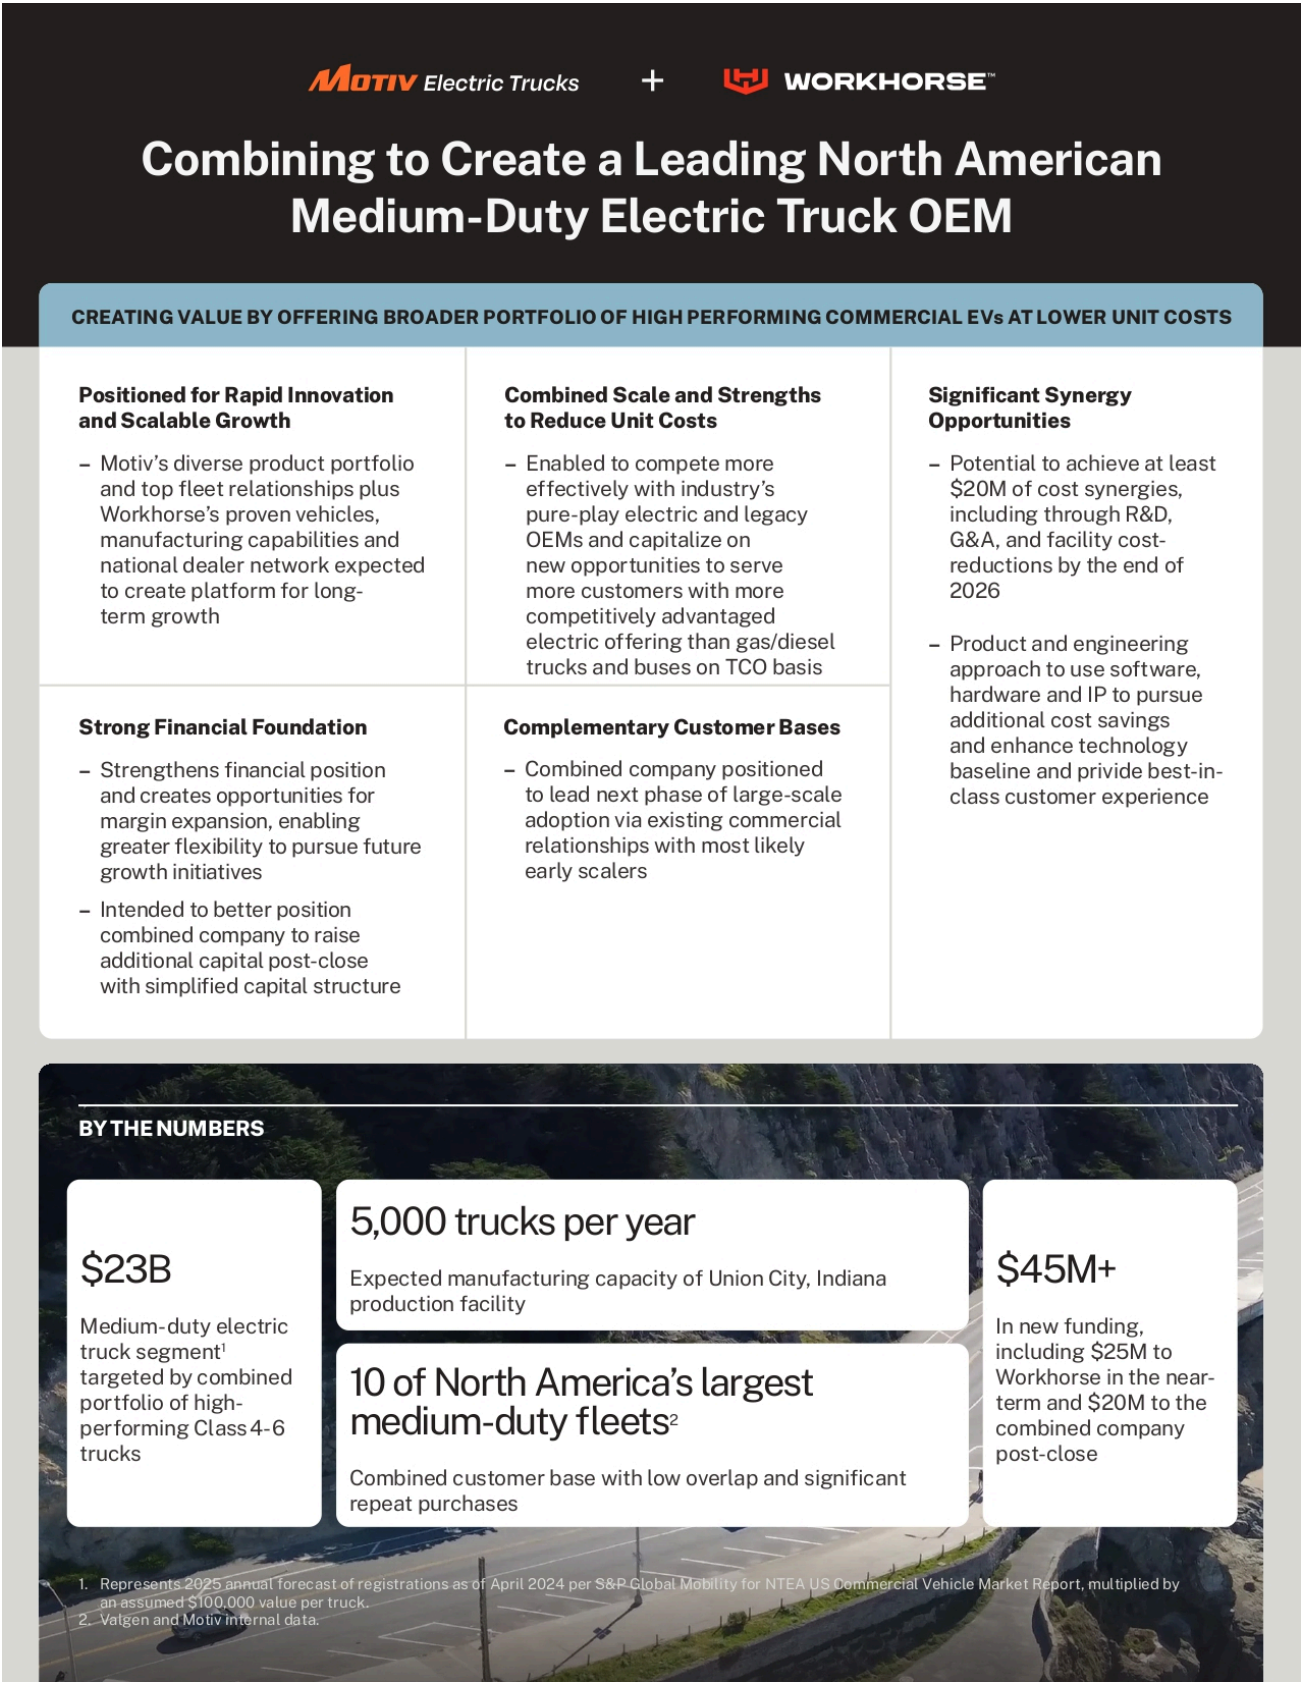 MOTIV Electric Trucks + WORKHORSE™
Combining to Create a Leading North American
Medium-Duty Electric Truck OEM
CREATING VALUE BY OFFERING BROADER PORTFOLIO OF HIGH PERFORMING COMMERCIAL EVs AT LOWER UNIT COSTS
Positioned for Rapid Innovation
and Scalable Growth
– Motiv's diverse product portfolio
and top fleet relationships plus
Workhorse's proven vehicles,
manufacturing capabilities and
national dealer network expected
to create platform for long-
term growth
Combined Scale and Strengths
to Reduce Unit Costs
– Enabled to compete more
effectively with industry's
pure-play electric and legacy
OEMs and capitalize on
new opportunities to serve
more customers with more
competitively advantaged
electric offering than gas/diesel
trucks and buses on TCO basis
Significant Synergy
Opportunities
– Potential to achieve at least
$20M of cost synergies,
including through R&D,
G&A, and facility cost-
reductions by the end of
2026
– Product and engineering
approach to use software,
hardware and IP to pursue
additional cost savings
and enhance technology
baseline and privide best-in-
class customer experience
Strong Financial Foundation
– Strengthens financial position
and creates opportunities for
margin expansion, enabling
greater flexibility to pursue future
growth initiatives
– Intended to better position
combined company to raise
additional capital post-close
with simplified capital structure
Complementary Customer Bases
– Combined company positioned
to lead next phase of large-scale
adoption via existing commercial
relationships with most likely
early scalers
BY THE NUMBERS
$23B
Medium-duty electric
truck segment¹
targeted by combined
portfolio of high-
performing Class 4-6
trucks
5,000 trucks per year
Expected manufacturing capacity of Union City, Indiana
production facility
10 of North America's largest
medium-duty fleets²
Combined customer base with low overlap and significant
repeat purchases
$45M+
In new funding,
including $25M to
Workhorse in the near-
term and $20M to the
combined company
post-close
1. Represents 2025 annual forecast of registrations as of April 2024 per S&P Global Mobility for NTEA US Commercial Vehicle Market Report, multiplied by
an assumed $100,000 value per truck.
2. Valgen and Motiv internal data.